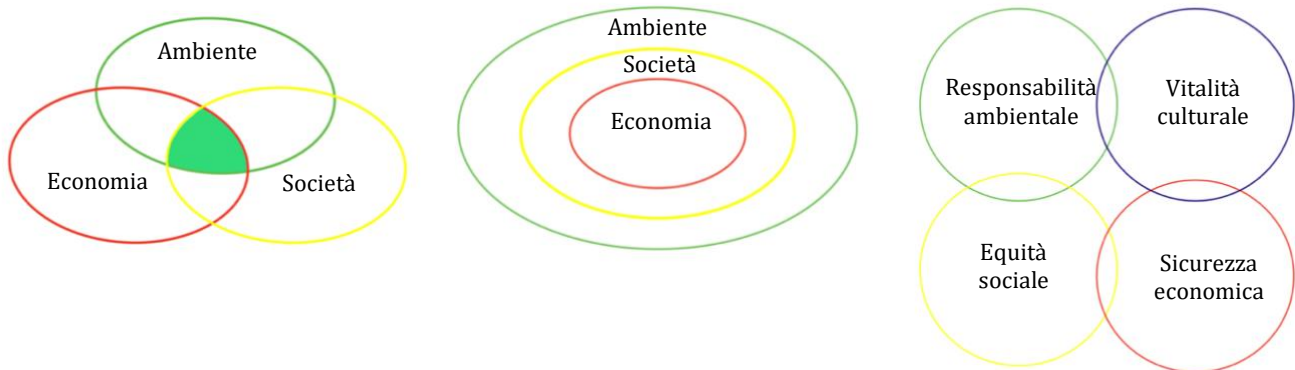 Ambiente
Economia
Società
Ambiente
Società
Economia
Responsabilità
ambientale
Vitalità
culturale
Equità
sociale
Sicurezza
economica